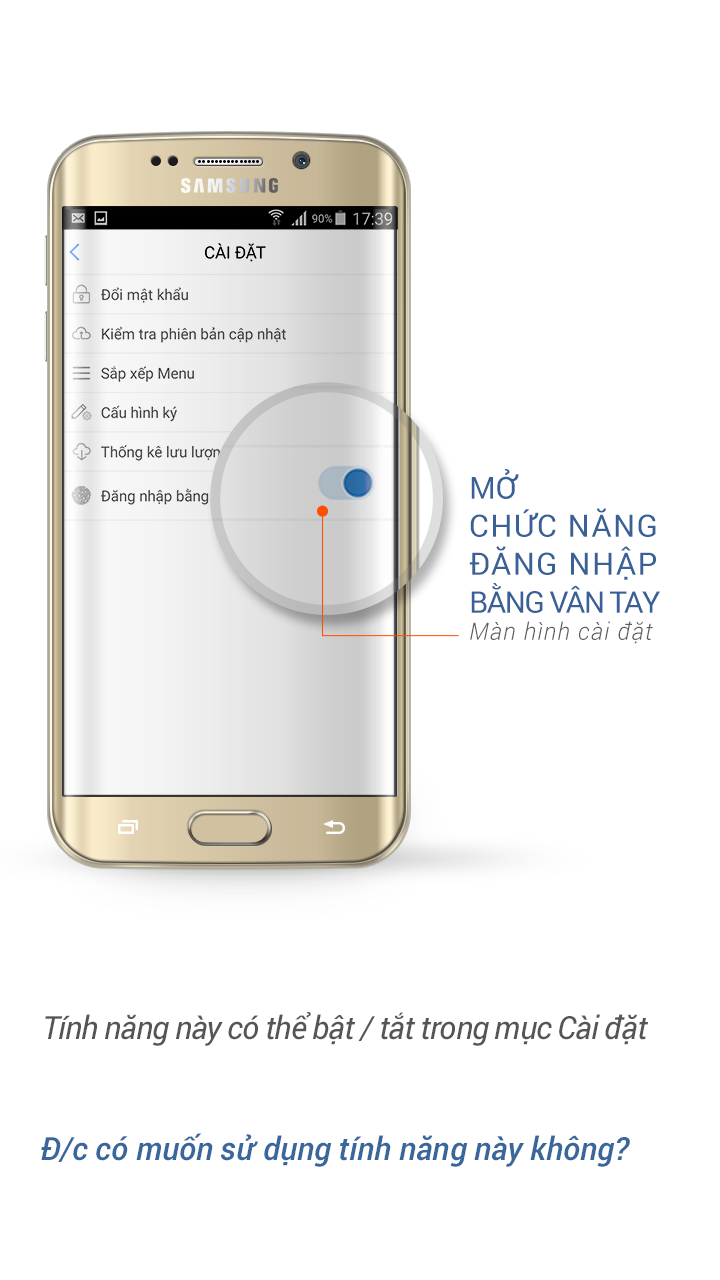 SAMSUNG
90% 17:39
CÀI ĐẶT
Đổi mật khẩu
Kiểm tra phiên bản cập nhật
Sắp xếp Menu
Cấu hình ký
Thống kê lưu lượn
Đăng nhập bằng
MỞ
CHỨC NĂNG
ĐĂNG NHẬP
BẰNG VÂN TAY
Màn hình cài đặt
Tính năng này có thể bật / tắt trong mục Cài đặt
Đ/c có muốn sử dụng tính năng này không?